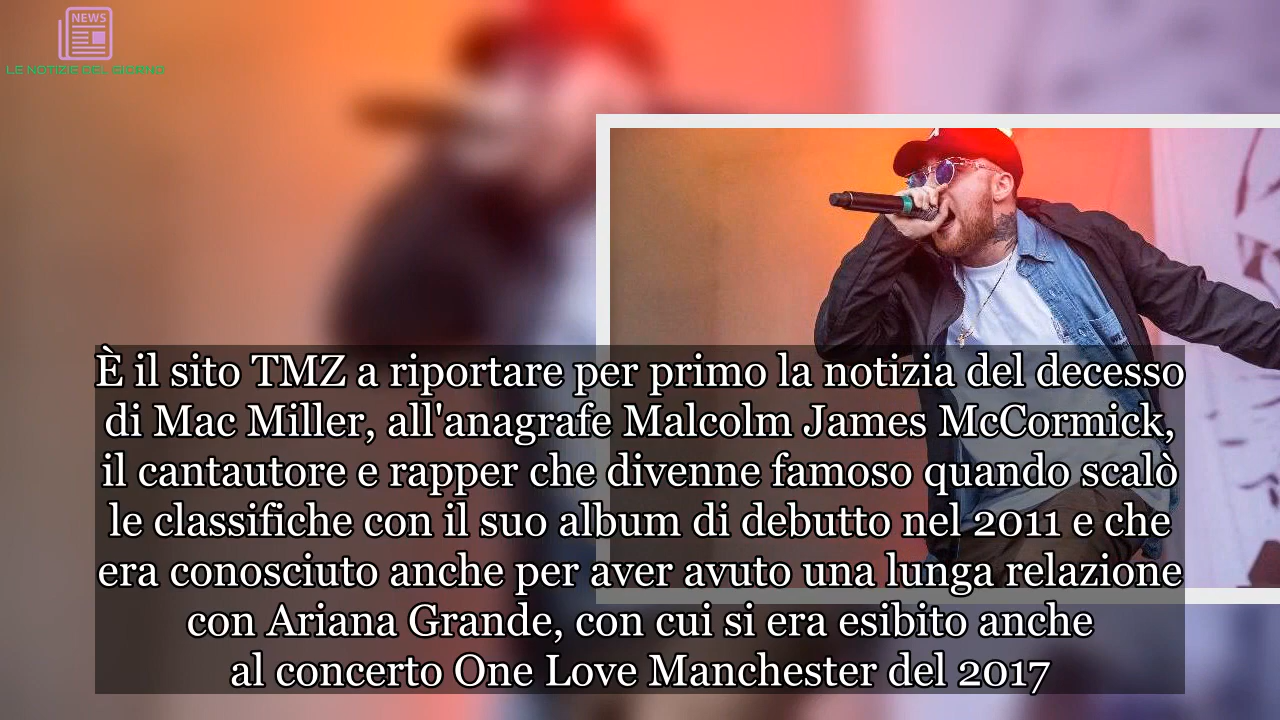 NEWS
LE NOTIZIE DEL GIORNO
È il sito TMZ a riportare per primo la notizia del decesso
di Mac Miller, all'anagrafe Malcolm James McCormick,
il cantautore e rapper che divenne famoso quando scalò
le classifiche con il suo album di debutto nel 2011 e che
era conosciuto anche per aver avuto una lunga relazione
con Ariana Grande, con cui si era esibito anche
al concerto One Love Manchester del 2017